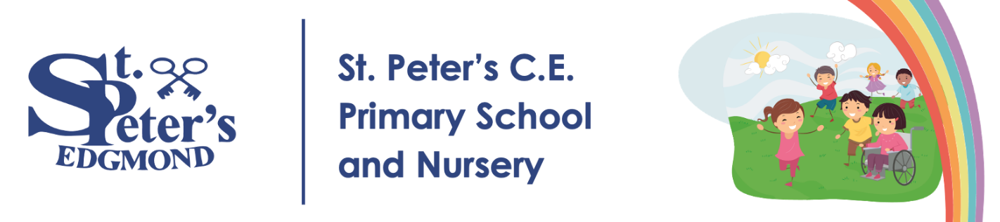 St.
Peter's
EDGMOND
St. Peter's C.E.
Primary School
and Nursery